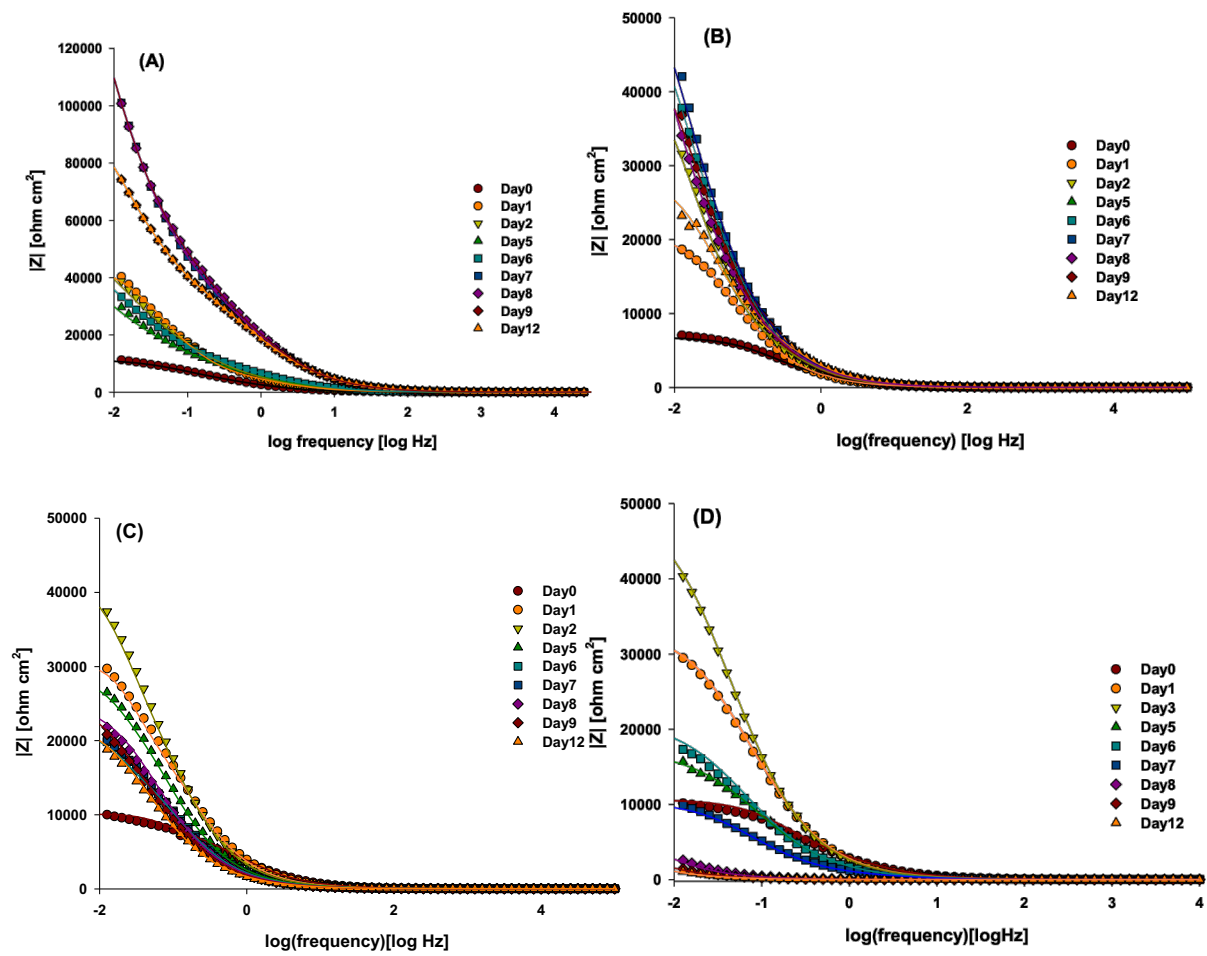 (A)
120000
100000
80000
60000
40000
20000
0
|Z| [ohm cm²]
-2
-1
0
1
2
3
4
log frequency [log Hz]
Day0
Day1
Day2
Day5
Day6
Day7
Day8
Day9
Day12
(B)
50000
40000
30000
20000
10000
0
|Z| [ohm cm²]
-2
0
2
4
log(frequency) [log Hz]
Day0
Day1
Day2
Day5
Day6
Day7
Day8
Day9
Day12
(C)
50000
40000
30000
20000
10000
0
|Z| [ohm cm²]
-2
0
2
4
log(frequency)[log Hz]
Day0
Day1
Day2
Day5
Day6
Day7
Day8
Day9
Day12
(D)
50000
40000
30000
20000
10000
0
|Z| [ohm cm²]
-2
-1
0
1
2
3
4
log(frequency)[logHz]
Day0
Day1
Day3
Day5
Day6
Day7
Day8
Day9
Day12